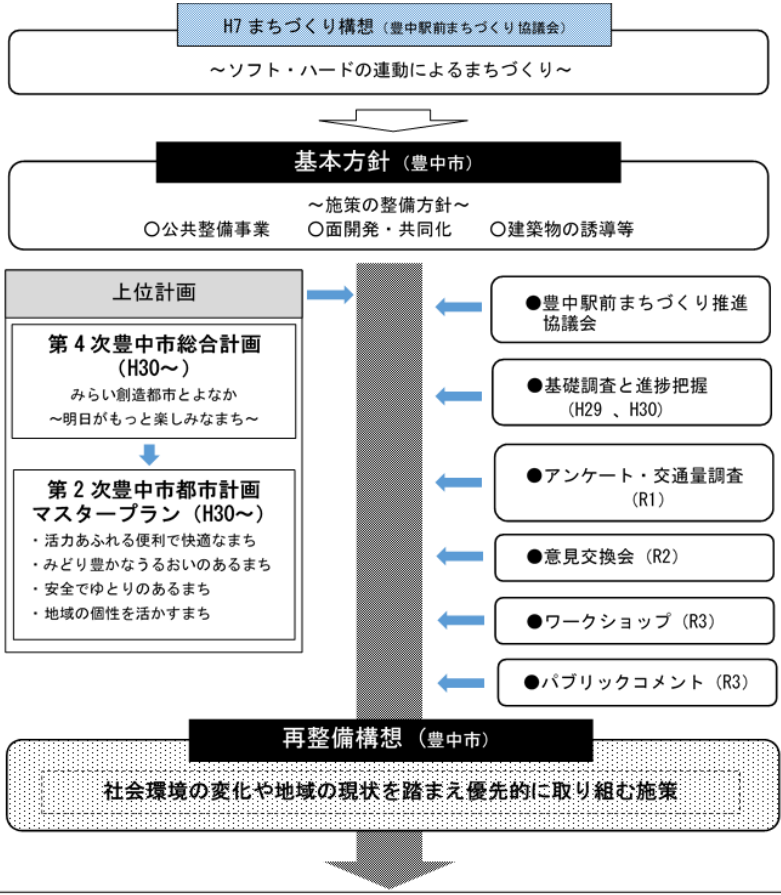 H7 まちづくり構想（豊中駅前まちづくり協議会）
～ソフト・ハードの連動によるまちづくり～
基本方針（豊中市）
～施策の整備方針～
○公共整備事業　○面開発・共同化　○建築物の誘導等
上位計画
第４次豊中市総合計画
（H30～）
みらい創造都市とよなか
～明日がもっと楽しみなまち～
第２次豊中市都市計画
マスタープラン（H30～）
・活力あふれる便利で快適なまち
・みどり豊かなうるおいのあるまち
・安全でゆとりのあるまち
・地域の個性を活かすまち
●豊中駅前まちづくり推進
協議会
●基礎調査と進捗把握
（H29 、H30）
●アンケート・交通量調査
（R1）
●意見交換会（R2）
●ワークショップ（R3）
●パブリックコメント（R3）
再整備構想（豊中市）
社会環境の変化や地域の現状を踏まえ優先的に取り組む施策